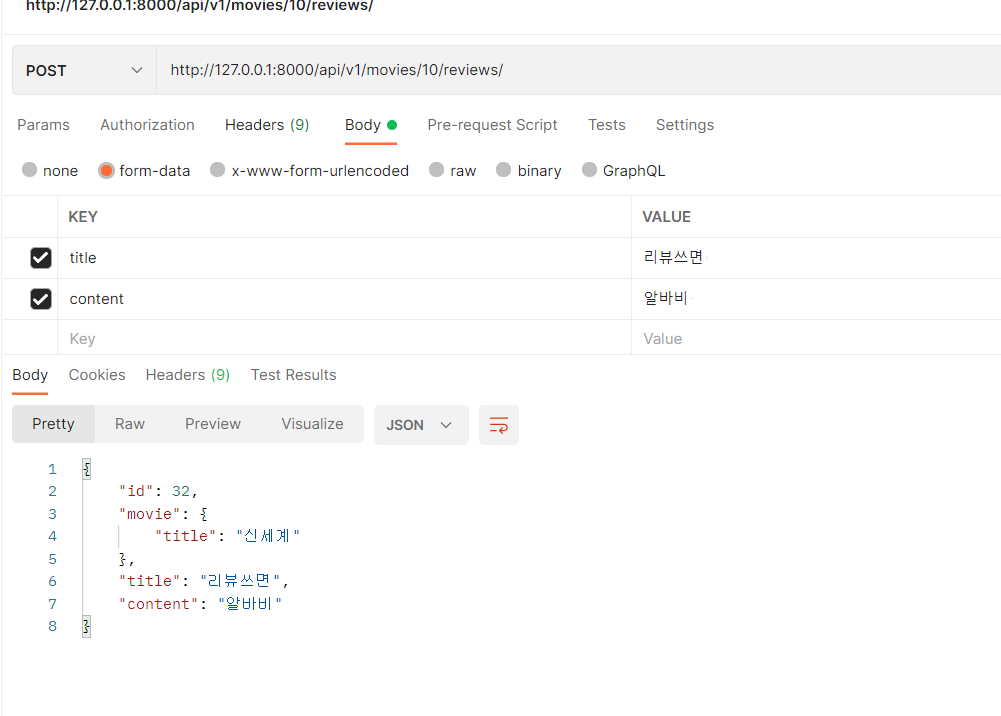 http://127.0.0.1:8000/api/v1/movies/10/reviews/
POST http://127.0.0.1:8000/api/v1/movies/10/reviews/
Params Authorization Headers (9) Body Pre-request Script Tests Settings
none form-data x-www-form-urlencoded raw binary GraphQL
KEY VALUE
title 리뷰쓰면
content 알바비
Key Value
Body Cookies Headers (9) Test Results
Pretty Raw Preview Visualize JSON
1 {
2 "id": 32,
3 "movie": {
4 "title": "신세계"
5 },
6 "title": "리뷰쓰면",
7 "content": "알바비"
8 }